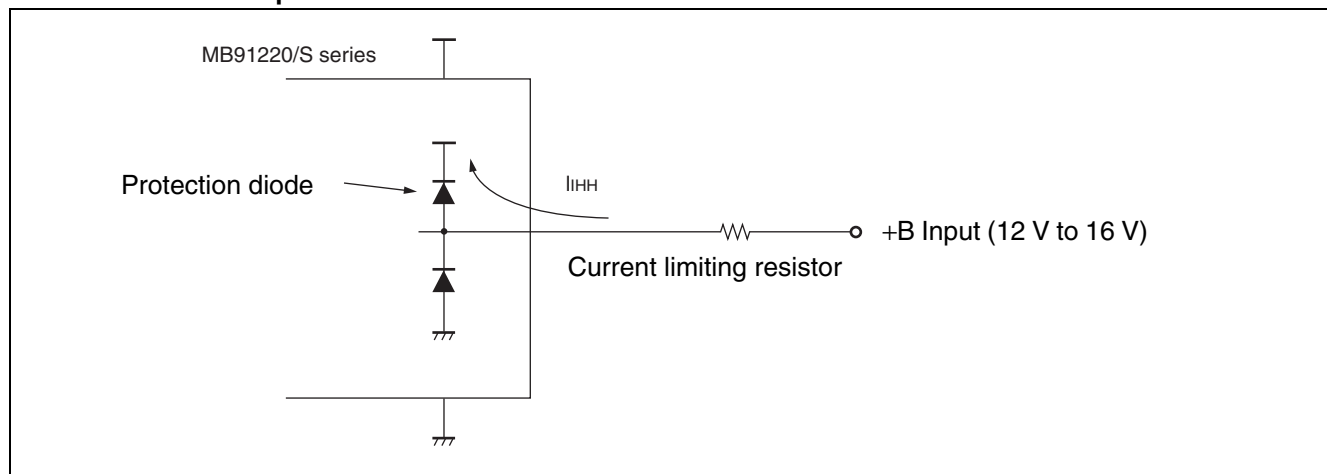 MB91220/S series
Protection diode
IIHH
+B Input (12 V to 16 V)
Current limiting resistor